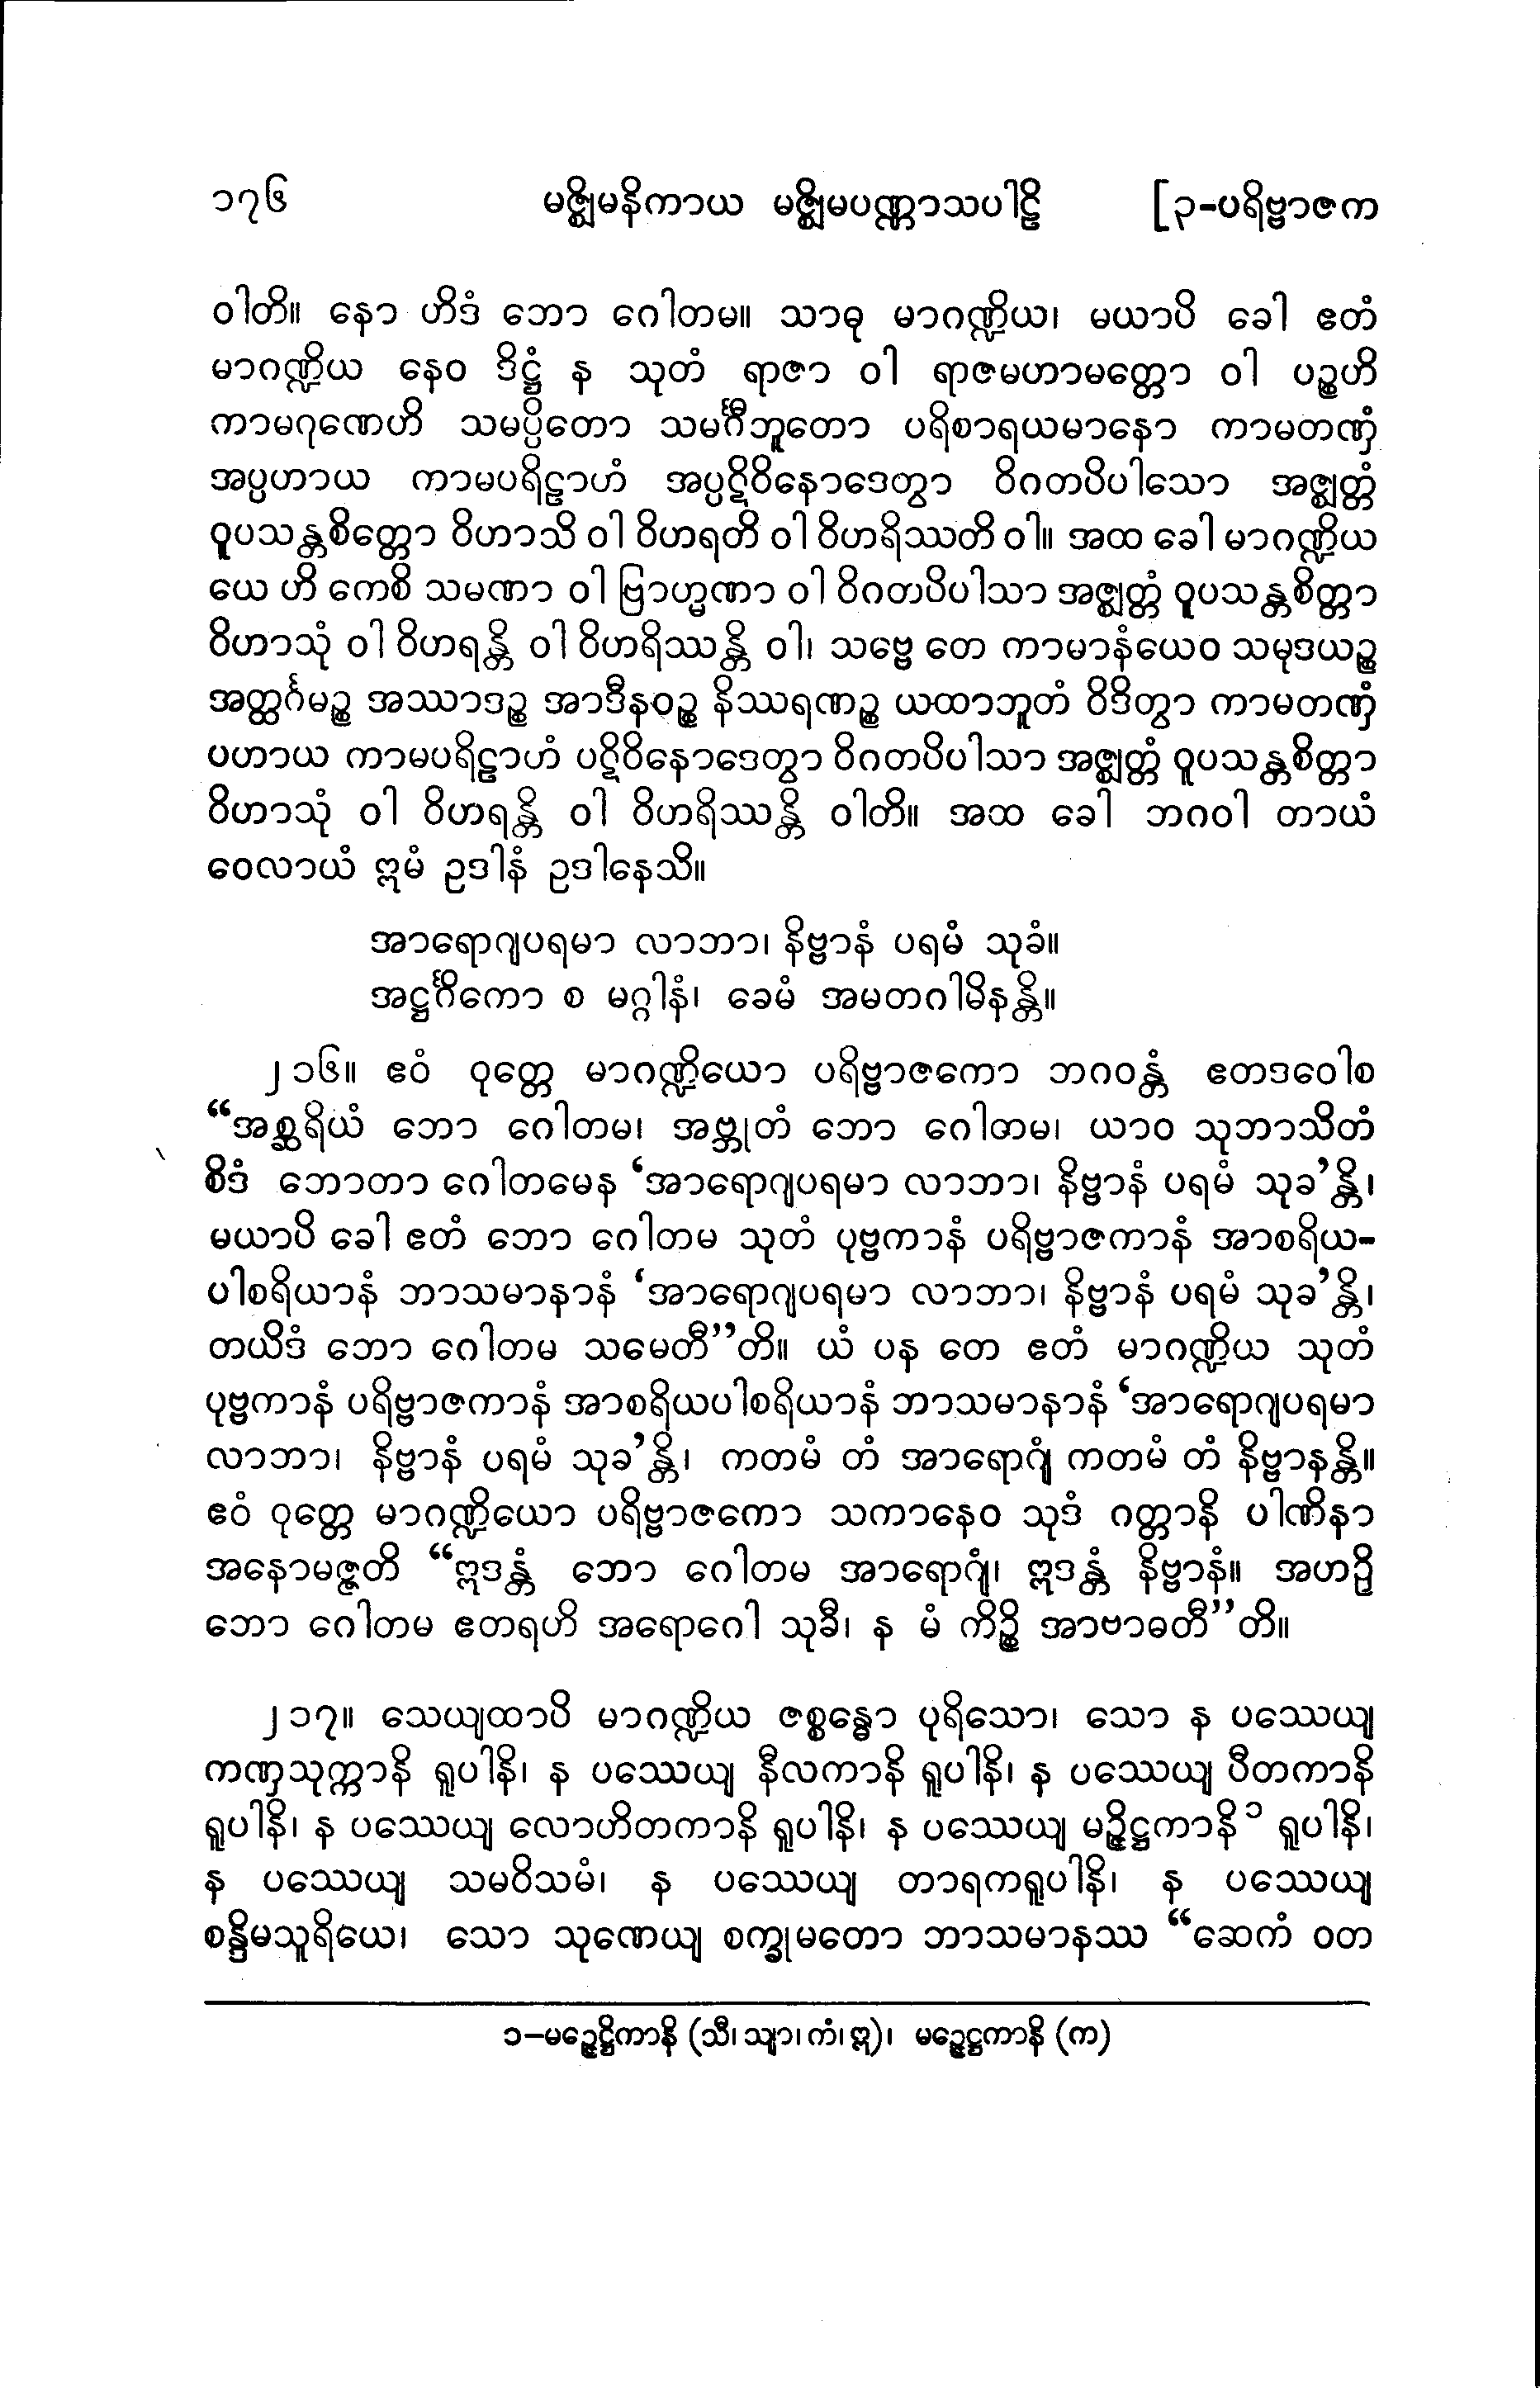 ၁၇၆ မဇ္ဈိမနိကာယ မဇ္ဈိမပဏ္ဏာသပါဠိ [၃-ပရိဗ္ဗာဇက
ဝါတိ။ နော ဟိဒံ ဘော ဂေါတမ။ သာဓု မာဂဏ္ဍိယ၊ မယာပိ ခေါ ဧတံ
မာဂဏ္ဍိယ နေဝ ဒိဋ္ဌံ န သုတံ ရာဇာ ဝါ ရာဇမဟာမတ္တော ဝါ ပဉ္စဟိ
ကာမဂုဏေဟိ သမပ္ပိတော သမင်္ဂီဘူတော ပရိစာရယမာနော ကာမတဏှံ
အပ္ပဟာယ ကာမပရိဠာဟံ အပ္ပဋိဝိနောဒေတွာ ဝိဂတပိပါသော အဇ္ဈတ္တံ
ဝူပသန္တစိတ္တော ဝိဟာသိ ဝါ ဝိဟရတိ ဝါ ဝိဟရိဿတိ ဝါ။ အထ ခေါ မာဂဏ္ဍိယ
ယေ ဟိ ကေစိ သမဏာ ဝါ ဗြာဟ္မဏာ ဝါ ဝိဂတပိပါသာ အဇ္ဈတ္တံ ဝူပသန္တစိတ္တာ
ဝိဟာသုံ ဝါ ဝိဟရန္တိ ဝါ ဝိဟရိဿန္တိ ဝါ၊ သဗ္ဗေ တေ ကာမာနံယေဝ သမုဒယဉ္စ
အတ္ထင်္ဂမဉ္စ အဿာဒဉ္စ အာဒီနဝဉ္စ နိဿရဏဉ္စ ယထာဘူတံ ဝိဒိတွာ ကာမတဏှံ
ပဟာယ ကာမပရိဠာဟံ ပဋိဝိနောဒေတွာ ဝိဂတပိပါသာ အဇ္ဈတ္တံ ဝူပသန္တစိတ္တာ
ဝိဟာသုံ ဝါ ဝိဟရန္တိ ဝါ ဝိဟရိဿန္တိ ဝါတိ။ အထ ခေါ ဘဂဝါ တာယံ
ဝေလာယံ ဣမံ ဥဒါနံ ဥဒါနေသိ။
အာရောဂျပရမာ လာဘာ၊ နိဗ္ဗာနံ ပရမံ သုခံ။
အဋ္ဌင်္ဂိကော စ မဂ္ဂါနံ၊ ခေမံ အမတဂါမိနန္တိ။
၂၁၆။ ဧဝံ ဝုတ္တေ မာဂဏ္ဍိယော ပရိဗ္ဗာဇကော ဘဂဝန္တံ ဧတဒဝေါစ
“အစ္ဆရိယံ ဘော ဂေါတမ၊ အဗ္ဘုတံ ဘော ဂေါတမ၊ ယာဝ သုဘာသိတံ
စိဒံ ဘောတာ ဂေါတမေန ‘အာရောဂျပရမာ လာဘာ၊ နိဗ္ဗာနံ ပရမံ သုခ’န္တိ၊
မယာပိ ခေါ ဧတံ ဘော ဂေါတမ သုတံ ပုဗ္ဗကာနံ ပရိဗ္ဗာဇကာနံ အာစရိယ-
ပါစရိယာနံ ဘာသမာနာနံ ‘အာရောဂျပရမာ လာဘာ၊ နိဗ္ဗာနံ ပရမံ သုခ’န္တိ၊
တယိဒံ ဘော ဂေါတမ သမေတီ”တိ။ ယံ ပန တေ ဧတံ မာဂဏ္ဍိယ သုတံ
ပုဗ္ဗကာနံ ပရိဗ္ဗာဇကာနံ အာစရိယပါစရိယာနံ ဘာသမာနာနံ ‘အာရောဂျပရမာ
လာဘာ၊ နိဗ္ဗာနံ ပရမံ သုခ’န္တိ၊ ကတမံ တံ အာရောဂျံ ကတမံ တံ နိဗ္ဗာနန္တိ။
ဧဝံ ဝုတ္တေ မာဂဏ္ဍိယော ပရိဗ္ဗာဇကော သကာနေဝ သုဒံ ဂတ္တာနိ ပါဏိနာ
အနောမဇ္ဇတိ “ဣဒန္တံ ဘော ဂေါတမ အာရောဂျံ၊ ဣဒန္တံ နိဗ္ဗာနံ။ အဟဉှိ
ဘော ဂေါတမ ဧတရဟိ အရောဂေါ သုခီ၊ န မံ ကိဉ္စိ အာဗာဓတီ”တိ။
၂၁၇။ သေယျထာပိ မာဂဏ္ဍိယ ဇစ္စန္ဓော ပုရိသော၊ သော န ပဿေယျ
ကဏှသုက္ကာနိ ရူပါနိ၊ န ပဿေယျ နီလကာနိ ရူပါနိ၊ န ပဿေယျ ပီတကာနိ
ရူပါနိ၊ န ပဿေယျ လောဟိတကာနိ ရူပါနိ၊ န ပဿေယျ မဉ္ဇိဋ္ဌကာနိ၁ ရူပါနိ၊
န ပဿေယျ သမဝိသမံ၊ န ပဿေယျ တာရကရူပါနိ၊ န ပဿေယျ
စန္ဒိမသူရိယေ၊ သော သုဏေယျ စက္ခုမတော ဘာသမာနဿ “ဆေကံ ဝတ
၁-မဉ္ဇေဋ္ဌိကာနိ (သီ၊ သျာ၊ ကံ၊ ဣ)၊ မဉ္ဇေဋ္ဌကာနိ (က)